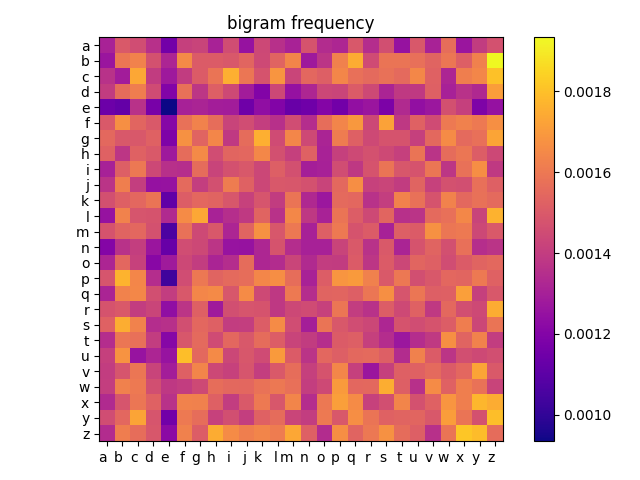 bigram frequency
a
b
c
d
e
f
g
h
i
j
k
l
m
n
o
p
q
r
s
t
u
v
w
x
y
z
a b c d e f g h i j k l m n o p q r s t u v w x y z
0.0018
0.0016
0.0014
0.0012
0.0010